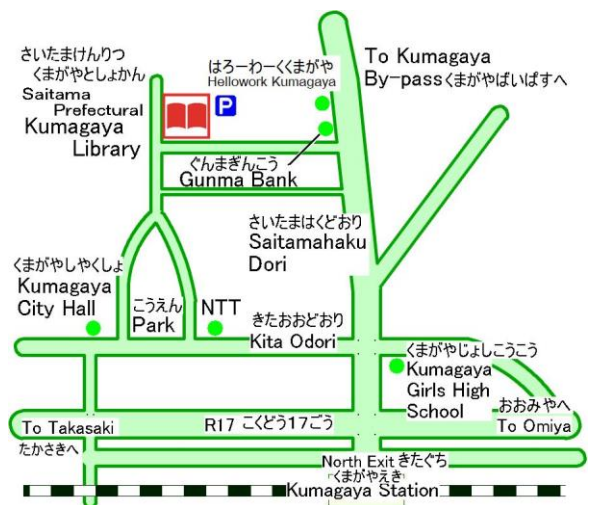 さいたまけんりつ
くまがやとしょかん
Saitama
Prefectural
Kumagaya
Library
P
はろーわーくくまがや
Hellowork Kumagaya
To Kumagaya
By-passくまがやばいぱすへ
ぐんまぎんこう
Gunma Bank
さいたまはくどおり
Saitamahaku
Dori
くまがやしやくしょ
Kumagaya
City Hall
こうえん
Park
NTT
きたおおどおり
Kita Odori
くまがやじょしこうこう
Kumagaya
Girls High
School
おおみやへ
To Omiya
To Takasaki
たかさきへ
R17 こくどう17ごう
North Exit きたぐち
くまがやえき
Kumagaya Station